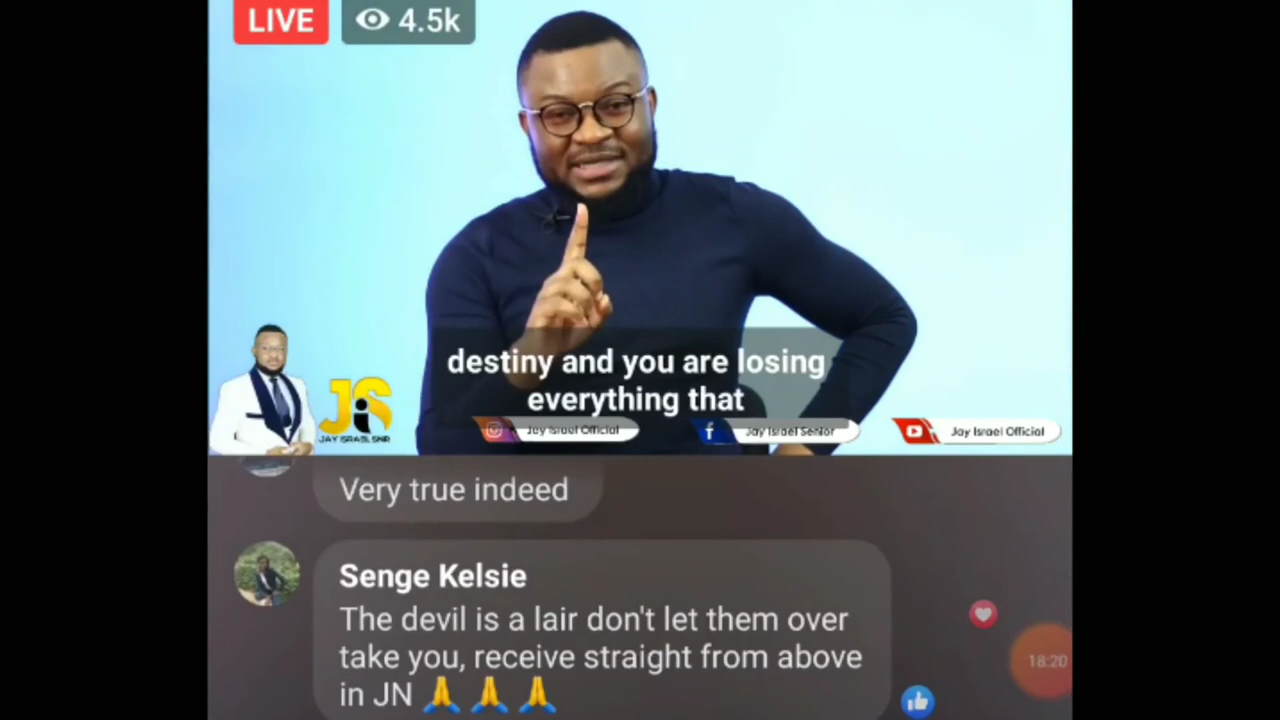 LIVE 4.5k
destiny and you are losing
everything that
JiS
JAY ISRAEL SNR
Jay Israel Official
Jay Israel Senior
Jay Israel Official
Very true indeed
Senge Kelsie
The devil is a lair don't let them over
take you, receive straight from above
in JN 🙏 🙏 🙏
18:20